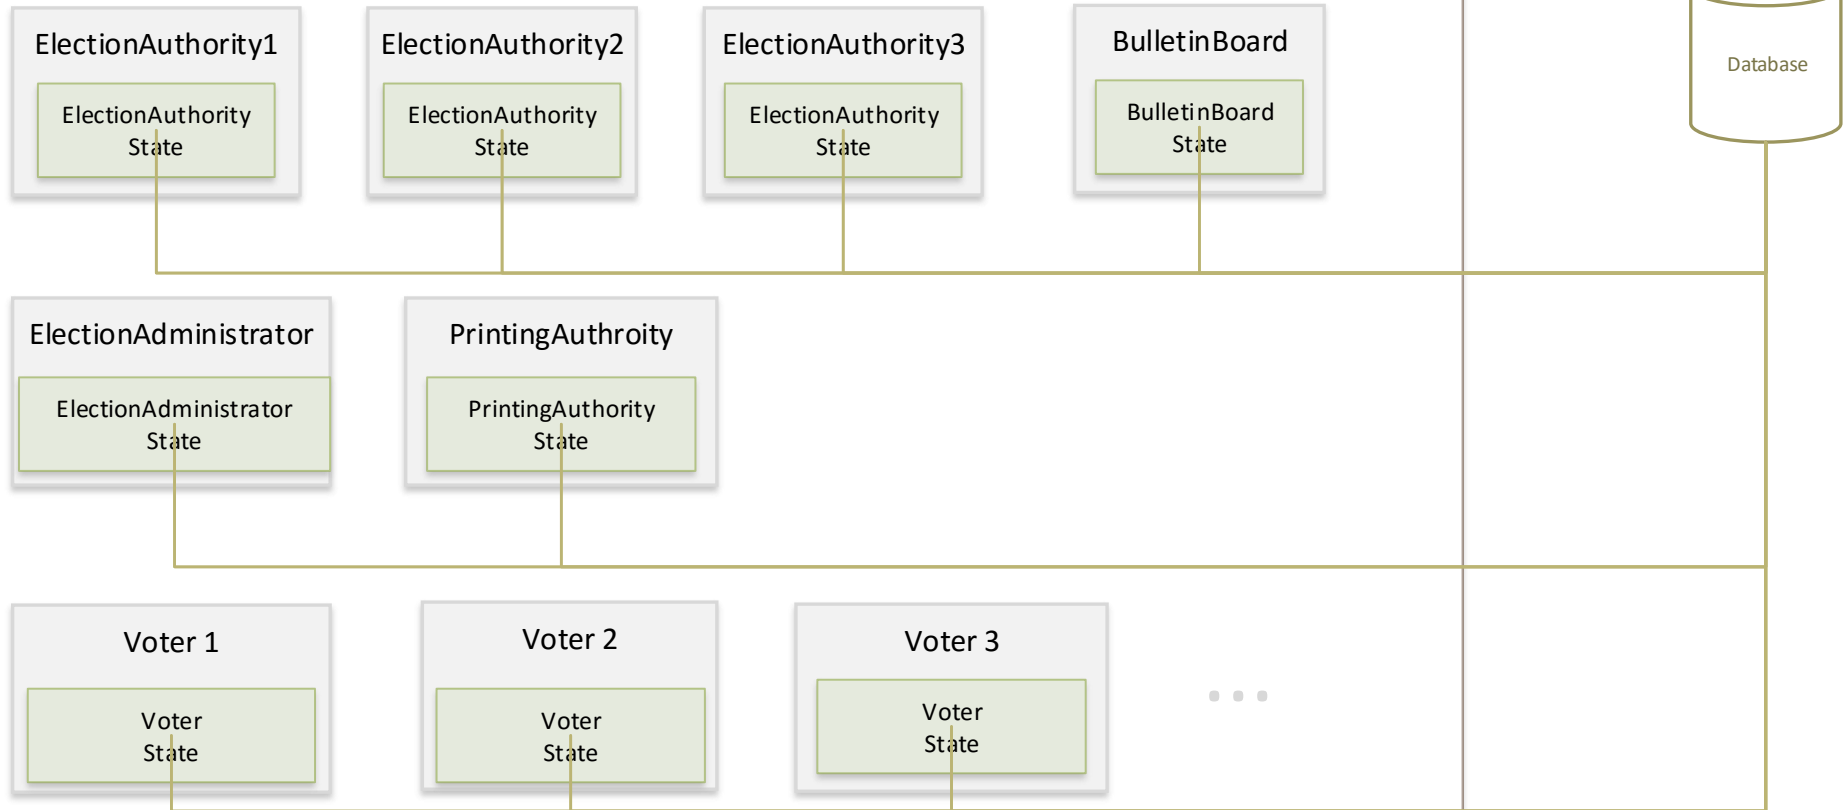 ElectionAuthority1
ElectionAuthority
State
ElectionAuthority2
ElectionAuthority
State
ElectionAuthority3
ElectionAuthority
State
BulletinBoard
BulletinBoard
State
Database
ElectionAdministrator
ElectionAdministrator
State
PrintingAuthroity
PrintingAuthority
State
Voter 1
Voter
State
Voter 2
Voter
State
Voter 3
Voter
State
...